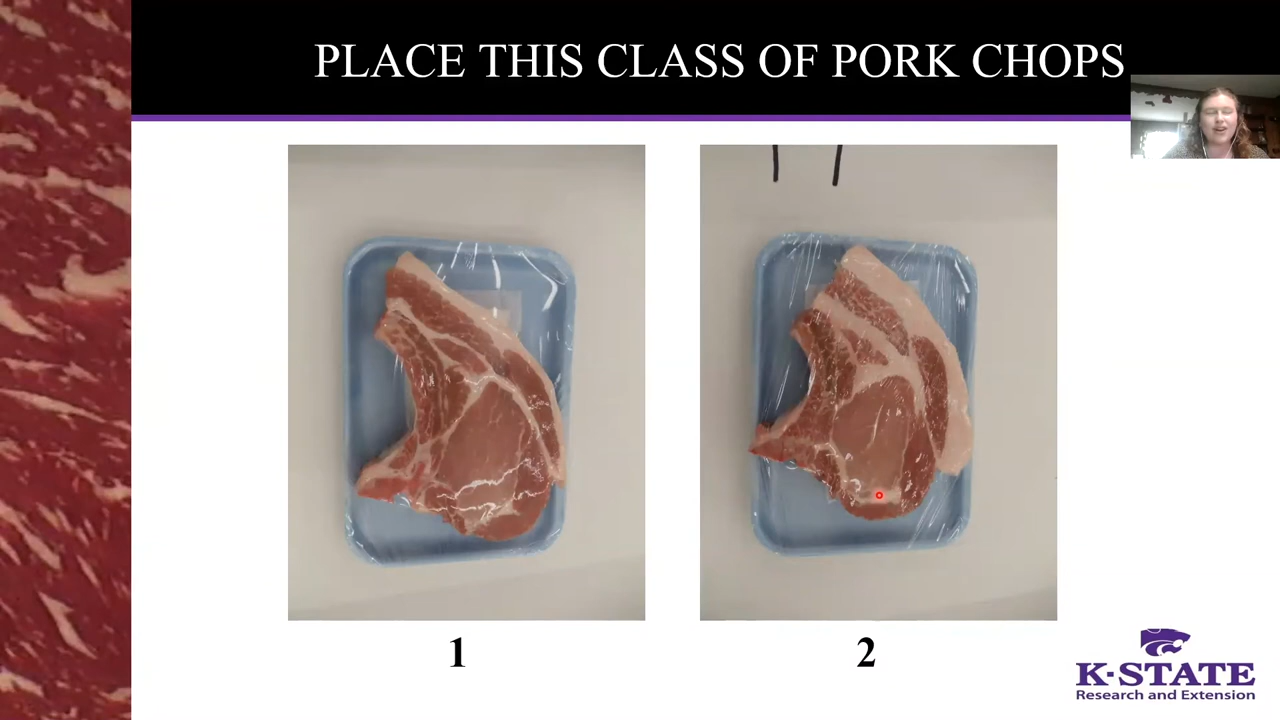 PLACE THIS CLASS OF PORK CHOPS
1
2
K-STATE
Research and Extension